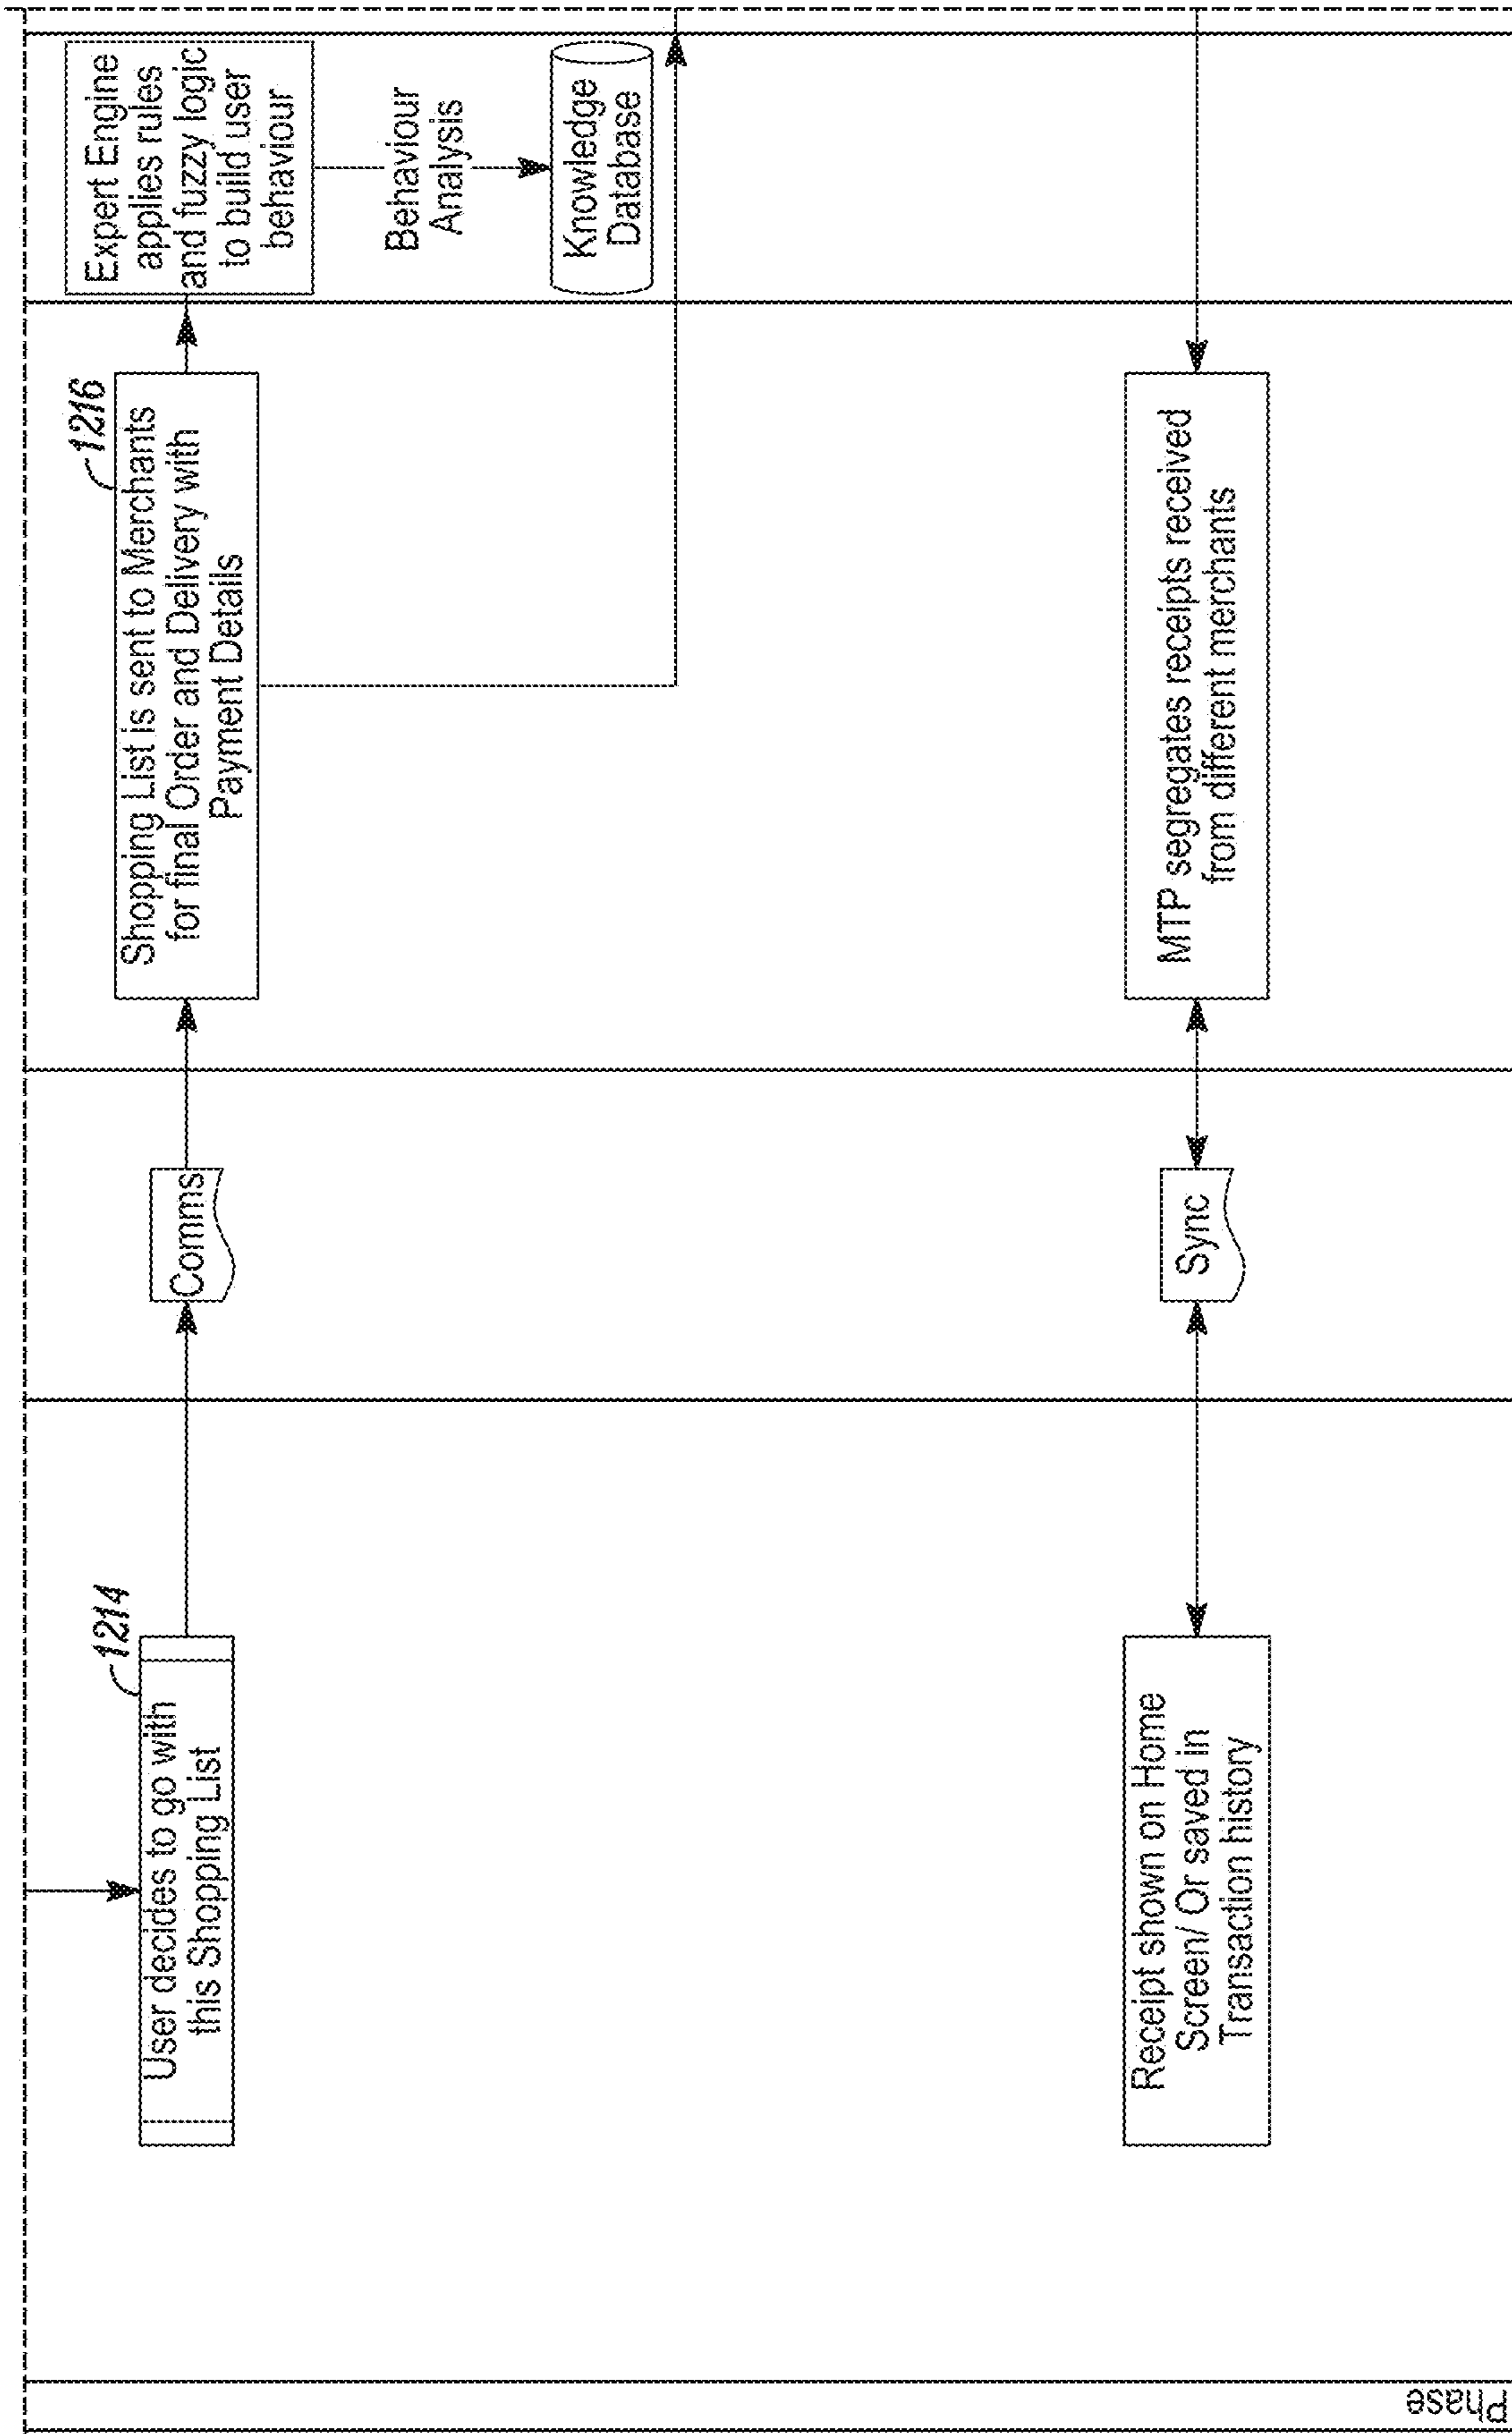 1214
User decides to go with
this Shopping List
Comms
1216
Shopping List is sent to Merchants
for final Order and Delivery with
Payment Details
Expert Engine
applies rules
and fuzzy logic
to build user
behaviour
Behaviour
Analysis
Knowledge
Database
Receipt shown on Home
Screen/ Or saved in
Transaction history
Sync
MTP segregates receipts received
from different merchants
Phase